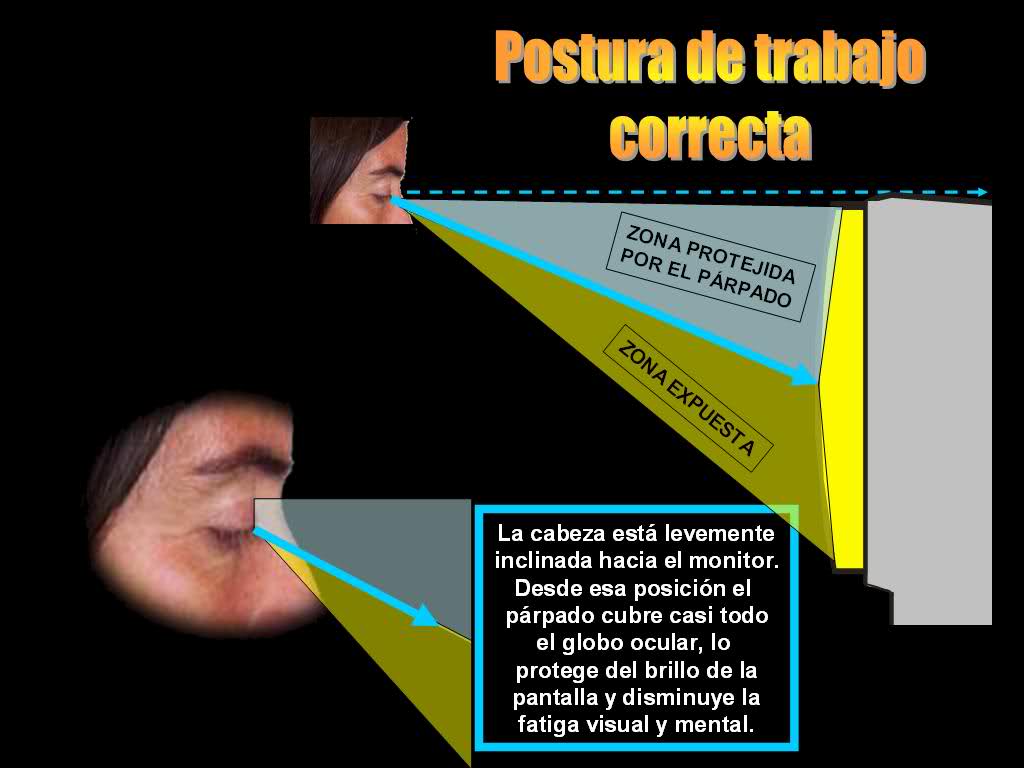 Postura de trabajo
correcta
ZONA PROTEJIDA
POR EL PÁRPADO
ZONA EXPUESTA
La cabeza está levemente
inclinada hacia el monitor.
Desde esa posición el
párpado cubre casi todo
el globo ocular, lo
protege del brillo de la
pantalla y disminuye la
fatiga visual y mental.